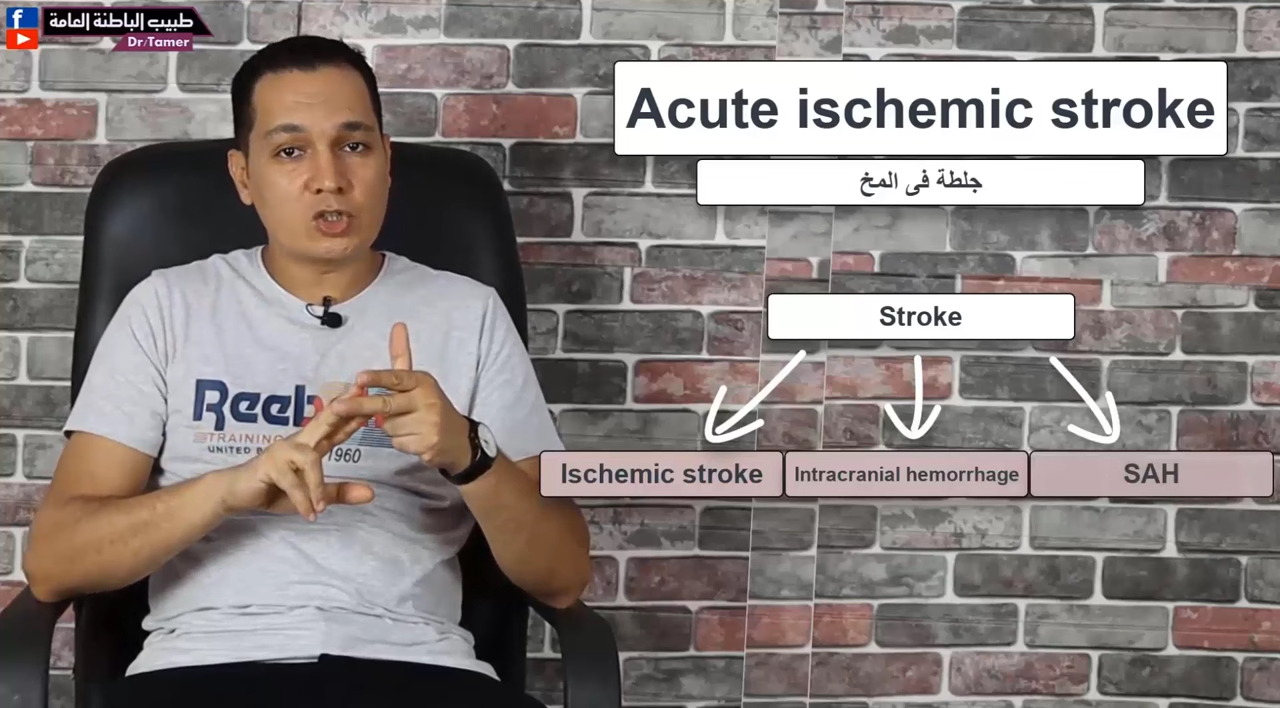 طبيب الباطنة العامة
Dr/Tamer
Acute ischemic stroke
جلطة فى المخ
Stroke
Ischemic stroke
Intracranial hemorrhage
SAH
Reeb
TRAINING
UNITED
1960